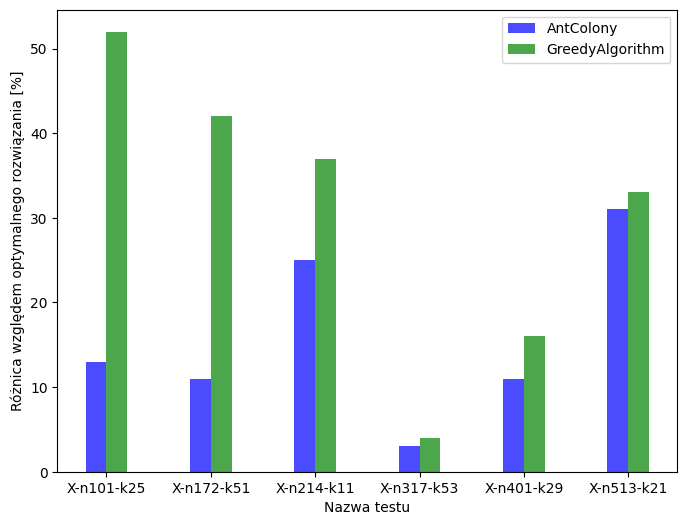 AntColony
GreedyAlgorithm
Różnica względem optymalnego rozwiązania [%]
50
40
30
20
10
0
X-n101-k25 X-n172-k51 X-n214-k11 X-n317-k53 X-n401-k29 X-n513-k21
Nazwa testu